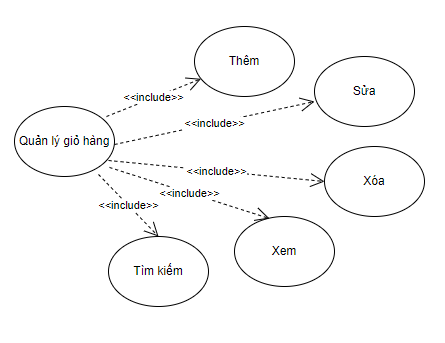 Thêm
Sửa
<<include>>
<<include>>
Quản lý giỏ hàng
<<include>>
Xóa
<<include>>
<<include>>
Xem
Tìm kiếm